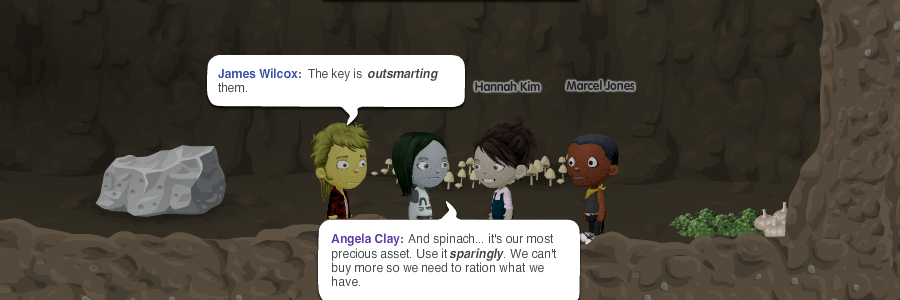 James Wilcox: The key is outsmarting
them.
Hannah Kim
Marcel Jones
Angela Clay: And spinach... it's our most
precious asset. Use it sparingly. We can't
buy more so we need to ration what we
have.